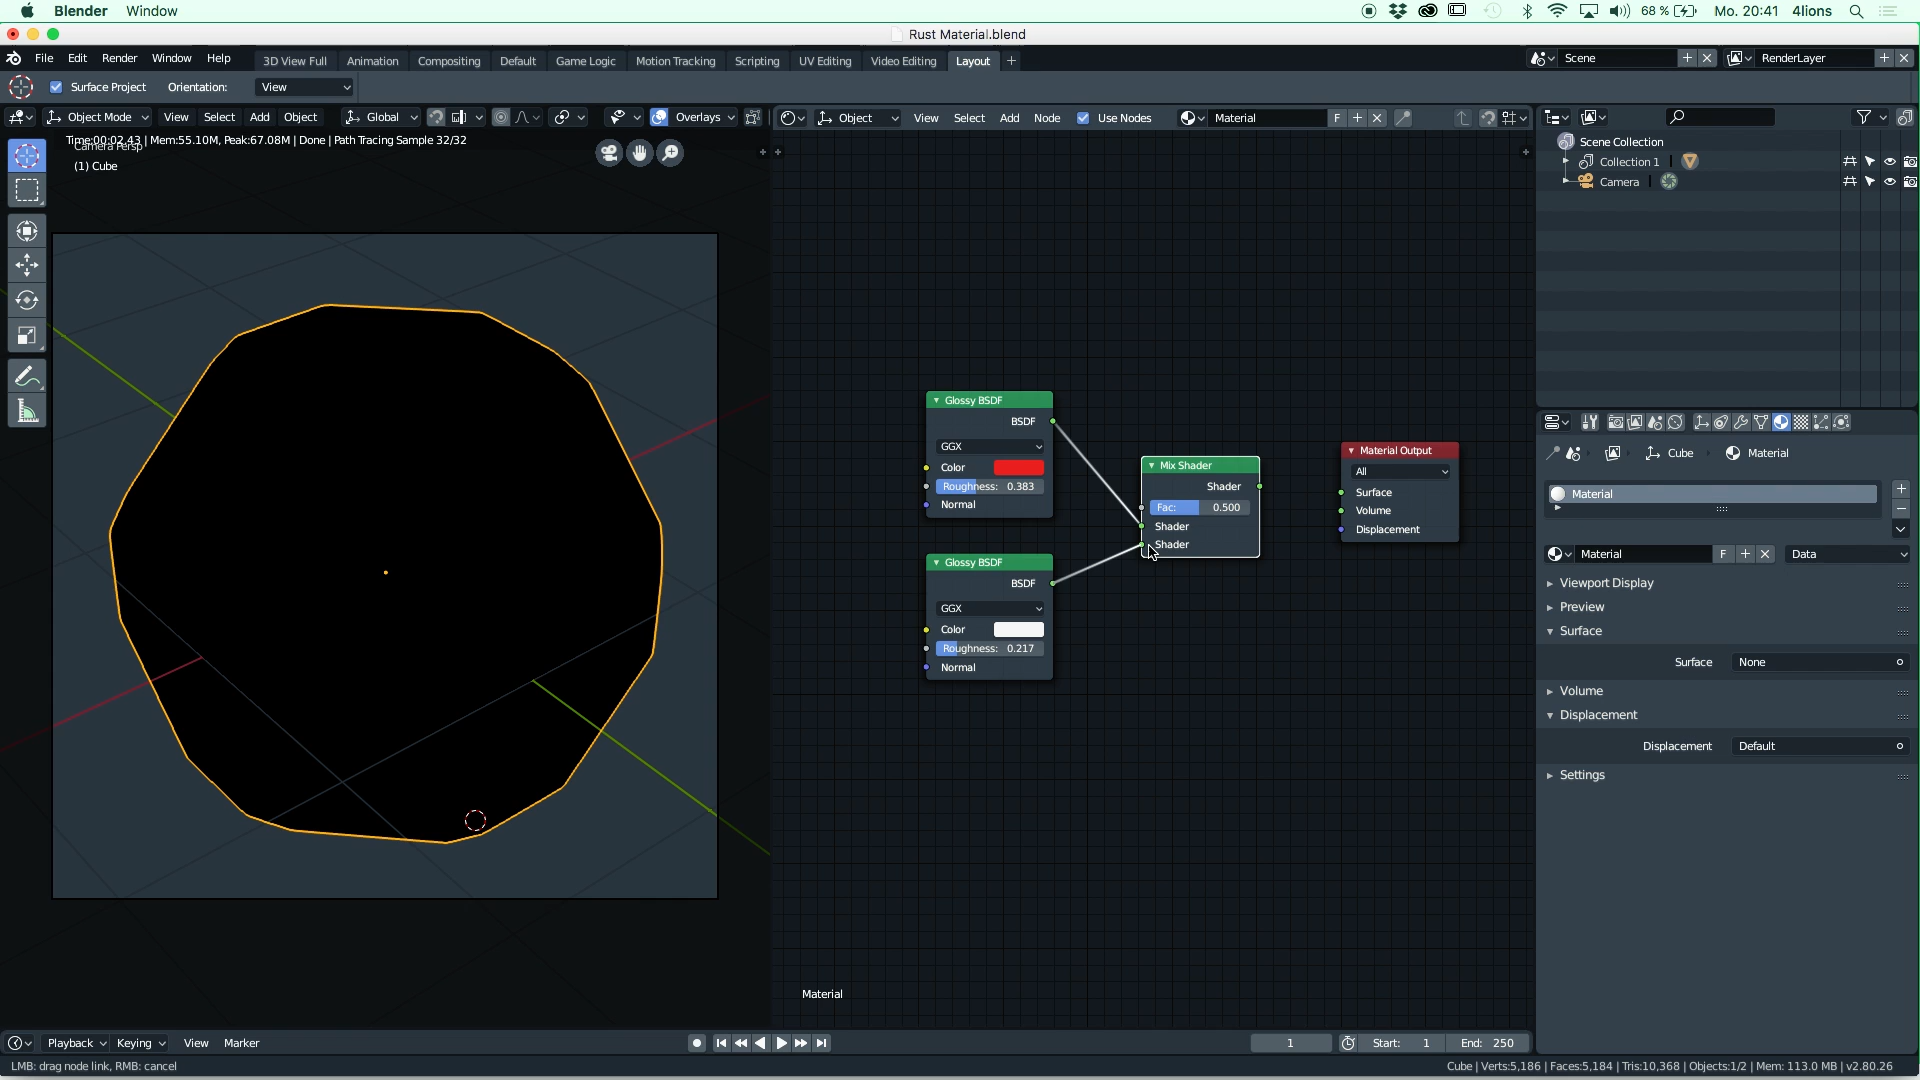 Blender Window 68 % Mo. 20:41 4lions
Rust Material.blend
File Edit Render Window Help 3D View Full Animation Compositing Default Game Logic Motion Tracking Scripting UV Editing Video Editing Layout + Scene RenderLayer
Surface Project Orientation: View
Object Mode View Select Add Object Global Overlays Object View Select Add Node Use Nodes Material F
Time:00:02.43 | Mem:55.10M, Peak:67.08M | Done | Path Tracing Sample 32/32
Camera Persp
(1) Cube
Scene Collection
Collection 1
Camera
Glossy BSDF
BSDF
GGX
Color
Roughness: 0.383
Normal
Glossy BSDF
BSDF
GGX
Color
Roughness: 0.217
Normal
Mix Shader
Shader
Fac: 0.500
Shader
Shader
Material Output
All
Surface
Volume
Displacement
Material
Cube Material
Material
Material F Data
Viewport Display
Preview
Surface
Surface None
Volume
Displacement
Displacement Default
Settings
Playback Keying View Marker 1 Start: 1 End: 250
LMB: drag node link, RMB: cancel Cube | Verts:5,186 | Faces:5,184 | Tris:10,368 | Objects:1/2 | Mem: 113.0 MB | v2.80.26